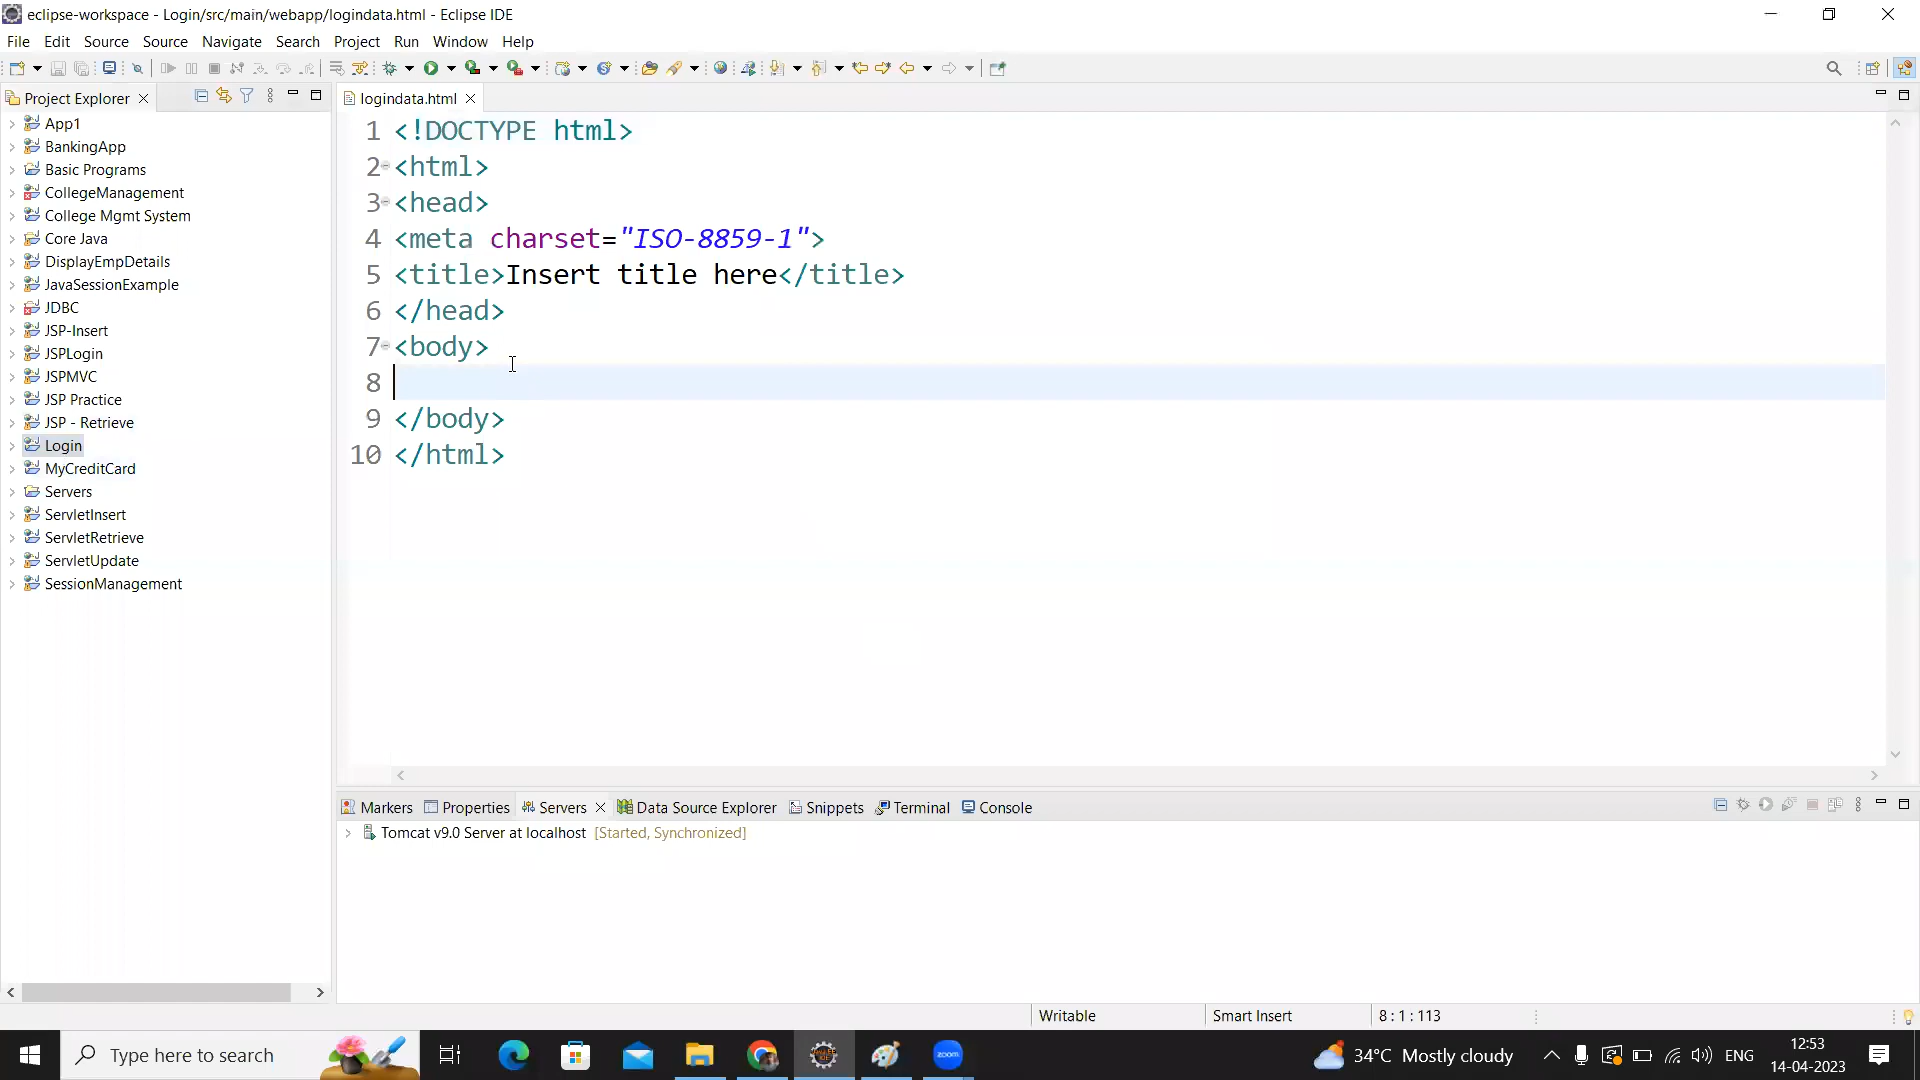 eclipse-workspace - Login/src/main/webapp/logindata.html - Eclipse IDE
File Edit Source Source Navigate Search Project Run Window Help
Project Explorer
App1
BankingApp
Basic Programs
CollegeManagement
College Mgmt System
Core Java
DisplayEmpDetails
JavaSessionExample
JDBC
JSP-Insert
JSPLogin
JSPMVC
JSP Practice
JSP - Retrieve
Login
MyCreditCard
Servers
ServletInsert
ServletRetrieve
ServletUpdate
SessionManagement
logindata.html
1 <!DOCTYPE html>
2 <html>
3 <head>
4 <meta charset="ISO-8859-1">
5 <title>Insert title here</title>
6 </head>
7 <body>
8
9 </body>
10 </html>
Markers Properties Servers Data Source Explorer Snippets Terminal Console
Tomcat v9.0 Server at localhost [Started, Synchronized]
Writable Smart Insert 8 : 1 : 113
Type here to search
zoom
34°C Mostly cloudy
ENG
12:53
14-04-2023